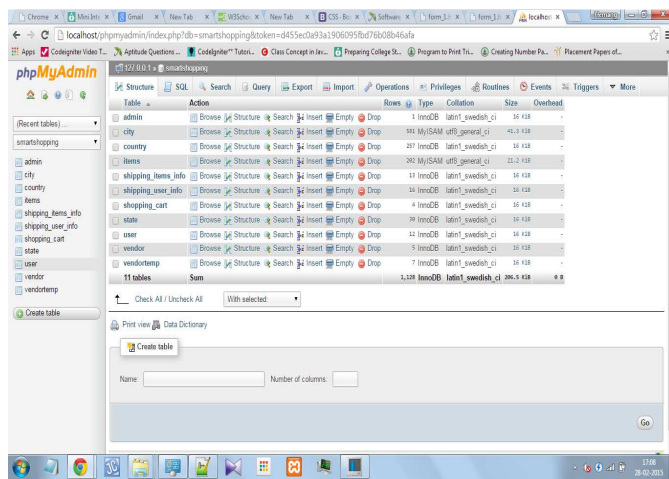 Chrome
Mini Inte
Gmail
New Tab
W3Scho
New Tab
CSS - Bo
Software
form_1.i
form_1.i
localhos
localhost/phpmyadmin/index.php?db=smartshopping&token=d455ec0a93a1906095fbd76b08b46afa
Apps
Codeigniter Video T...
Aptitude Questions ...
CodeIgniter" Tutori...
Class Concept in Jav...
Preparing College St...
Program to Print Tri...
Creating Number Pa...
Placement Papers of...
phpMyAdmin
(Recent tables) ...
smartshopping
admin
city
country
items
shipping_items_info
shipping_user_info
shopping_cart
state
user
vendor
vendortemp
Create table
127.0.0.1 » smartshopping
Structure SQL Search Query Export Import Operations Privileges Routines Events Triggers More
Table Action Rows Type Collation Size Overhead
admin Browse Structure Search Insert Empty Drop 1 InnoDB latin1_swedish_ci 16 KiB -
city Browse Structure Search Insert Empty Drop MyISAM utf8_general_ci 41.3 KiB -
country Browse Structure Search Insert Empty Drop 257 InnoDB latin1_swedish_ci 16 KiB -
items Browse Structure Search Insert Empty Drop 202 MyISAM utf8_general_ci 21.2 KiB -
shipping_items_info Browse Structure Search Insert Empty Drop 13 InnoDB latin1_swedish_ci 16 KiB -
shipping_user_info Browse Structure Search Insert Empty Drop 16 InnoDB latin1_swedish_ci 16 KiB -
shopping_cart Browse Structure Search Insert Empty Drop 4 InnoDB latin1_swedish_ci 16 KiB -
state Browse Structure Search Insert Empty Drop InnoDB latin1_swedish_ci 16 KiB -
user Browse Structure Search Insert Empty Drop 12 InnoDB latin1_swedish_ci 16 KiB -
vendor Browse Structure Search Insert Empty Drop 5 InnoDB latin1_swedish_ci 16 KiB -
vendortemp Browse Structure Search Insert Empty Drop 7 InnoDB latin1_swedish_ci 16 KiB -
11 tables Sum 1,128 InnoDB latin1_swedish_ci 206.5 KiB 0 B
Check All / Uncheck All With selected:
Print view Data Dictionary
Create table
Name: Number of columns:
Go
17:08
28-02-2015